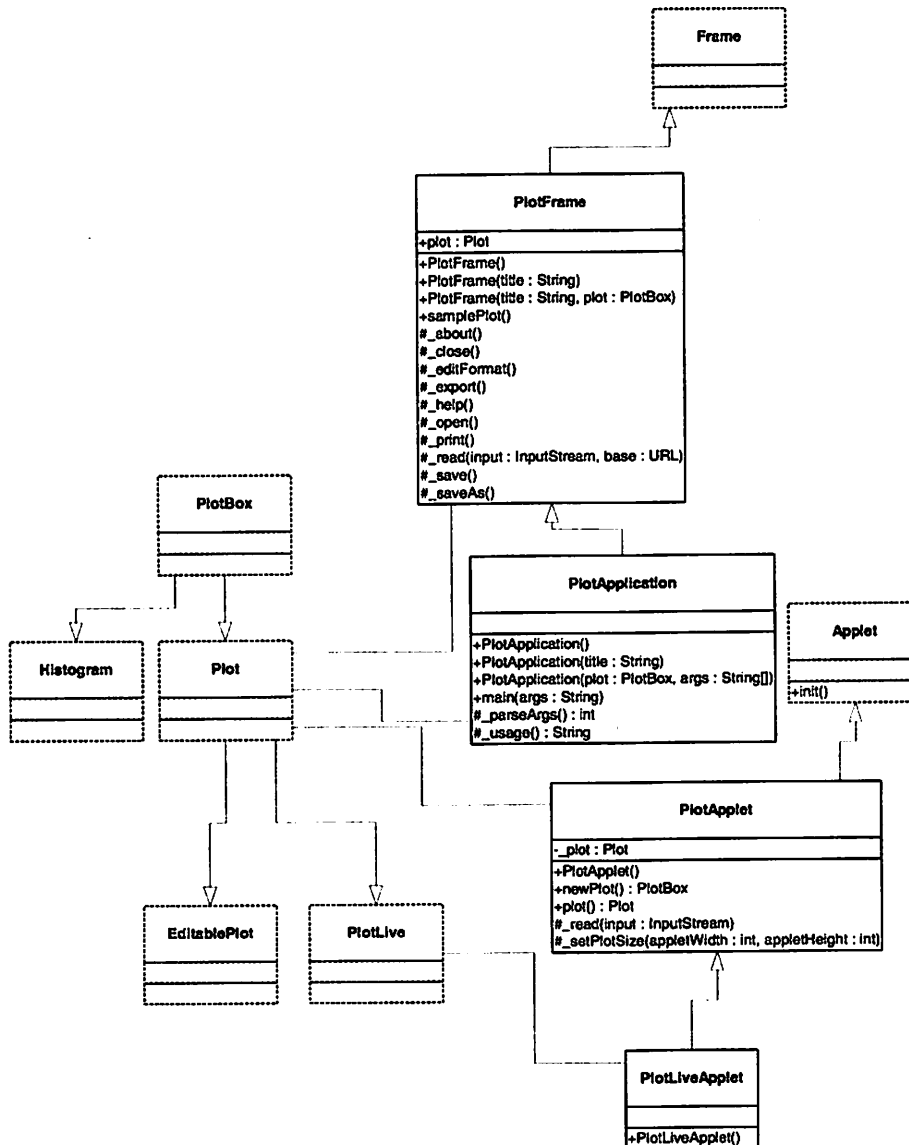 Frame
PlotFrame
+plot : Plot
+PlotFrame()
+PlotFrame(title : String)
+PlotFrame(title : String, plot : PlotBox)
+samplePlot()
#_about()
#_close()
#_editFormat()
#_export()
#_help()
#_open()
#_print()
#_read(input : InputStream, base : URL)
#_save()
#_saveAs()
PlotBox
PlotApplication
+PlotApplication()
+PlotApplication(title : String)
+PlotApplication(plot : PlotBox, args : String[])
+main(args : String)
#_parseArgs() : int
#_usage() : String
Applet
+init()
Histogram
Plot
PlotApplet
-_plot : Plot
+PlotApplet()
+newPlot() : PlotBox
+plot() : Plot
#_read(input : InputStream)
#_setPlotSize(appletWidth : int, appletHeight : int)
EditablePlot
PlotLive
PlotLiveApplet
+PlotLiveApplet()